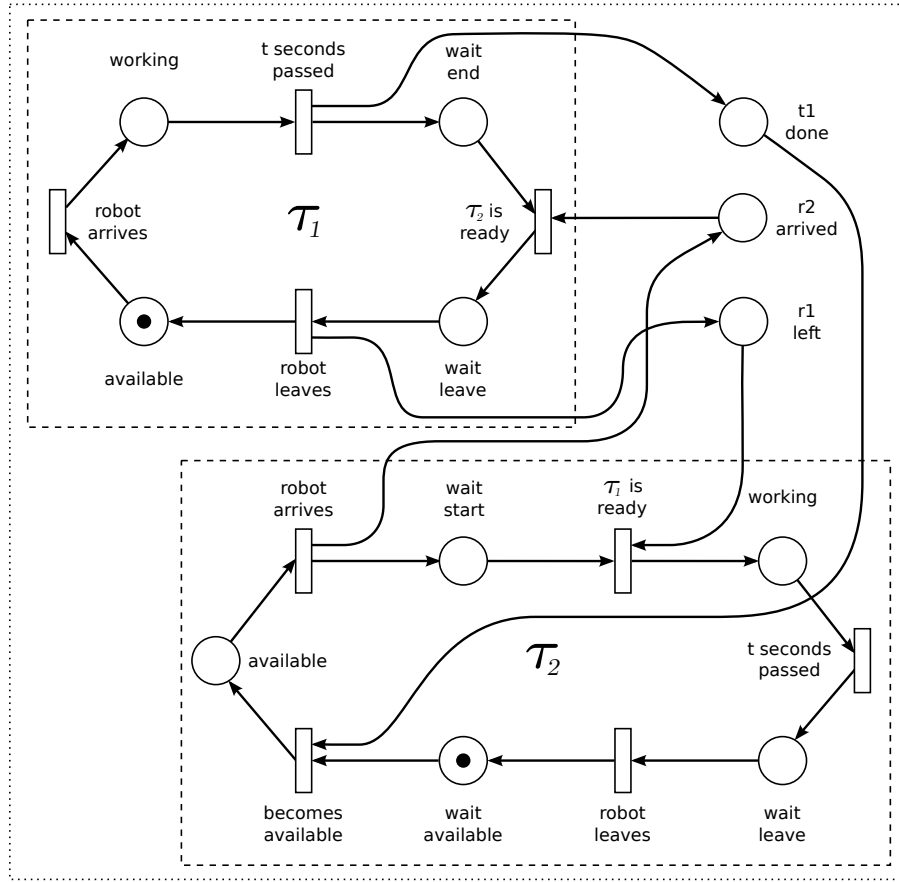 working
t seconds
passed
wait
end
t1
done
robot
arrives
τ1
τ2 is
ready
r2
arrived
r1
left
available
robot
leaves
wait
leave
robot
arrives
wait
start
τ1 is
ready
working
available
τ2
t seconds
passed
becomes
available
wait
available
robot
leaves
wait
leave